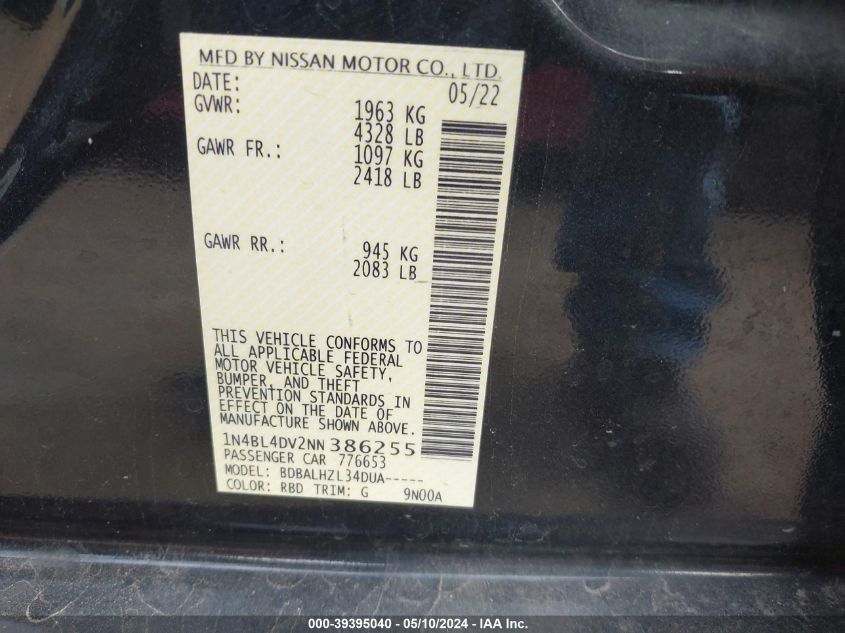 MFD BY NISSAN MOTOR CO., LTD.
DATE: 05/22
GVWR: 1963 KG
4328 LB
GAWR FR.: 1097 KG
2418 LB
GAWR RR.: 945 KG
2083 LB
THIS VEHICLE CONFORMS TO
ALL APPLICABLE FEDERAL
MOTOR VEHICLE SAFETY,
BUMPER, AND THEFT
PREVENTION STANDARDS IN
EFFECT ON THE DATE OF
MANUFACTURE SHOWN ABOVE.
1N4BL4DV2NN386255
PASSENGER CAR 776653
MODEL: BDBALHZL34DUA-----
COLOR: RBD TRIM: G 9N00A
000-39395040 — 05/10/2024 — IAA Inc.